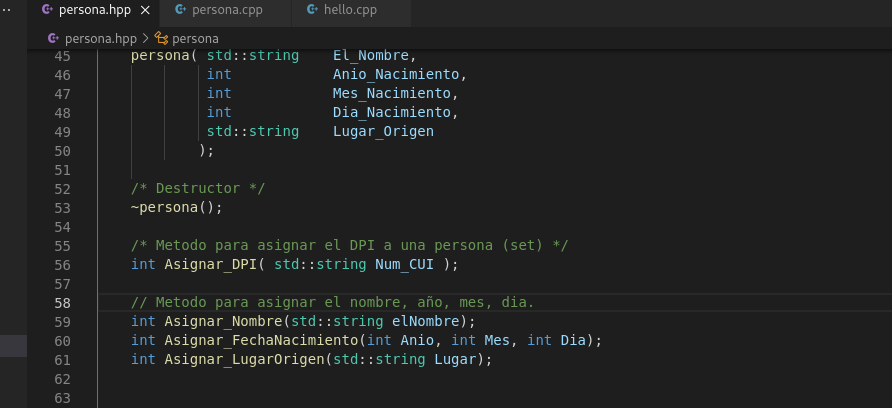 persona.hpp persona.cpp hello.cpp
persona.hpp > persona
45 persona( std::string El_Nombre,
46 int Anio_Nacimiento,
47 int Mes_Nacimiento,
48 int Dia_Nacimiento,
49 std::string Lugar_Origen
50 );
51
52 /* Destructor */
53 ~persona();
54
55 /* Metodo para asignar el DPI a una persona (set) */
56 int Asignar_DPI( std::string Num_CUI );
57
58 // Metodo para asignar el nombre, año, mes, dia.
59 int Asignar_Nombre(std::string elNombre);
60 int Asignar_FechaNacimiento(int Anio, int Mes, int Dia);
61 int Asignar_LugarOrigen(std::string Lugar);
62
63